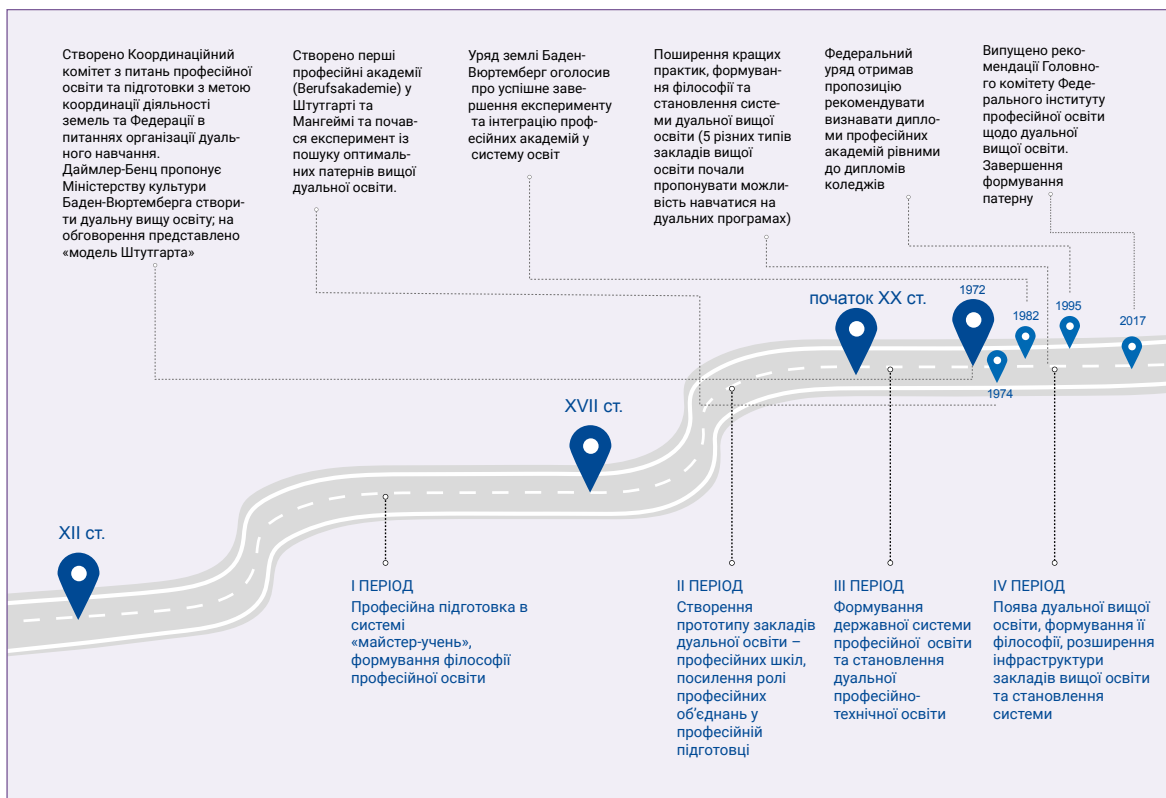 Створено Координаційний
комітет з питань професійної
освіти та підготовки з метою
координації діяльності
земель та Федерації в
питаннях організації дуаль-
ного навчання.
Даймлер-Бенц пропонує
Міністерству культури
Баден-Вюртемберга створи-
ти дуальну вищу освіту; на
обговорення представлено
«модель Штутгарта»
Створено перші
професійні академії
(Berufsakademie) у
Штутгарті та
Мангеймі та почав-
ся експеримент із
пошуку оптималь-
них патернів вищої
дуальної освіти.
Уряд землі Баден-
Вюртемберг оголосив
про успішне заве-
ршення експерименту
та інтеграцію проф-
есійних академій у
систему освіт
Поширення кращих
практик, формуван-
ня філософії та
становлення систе-
ми дуальної вищої
освіти (5 різних типів
закладів вищої
освіти почали
пропонувати можли-
вість навчатися на
дуальних програмах)
Федеральний
уряд отримав
пропозицію
рекомендувати
визнавати дипло-
ми професійних
академій рівними
до дипломів
коледжів
Випущено реко-
мендації Головно-
го комітету Феде-
рального інституту
професійної освіти
щодо дуальної
вищої освіти.
Завершення
формування
патерну
початок XX ст.
1972
1982
1995
2017
1974
XVII ст.
XII ст.
І ПЕРІОД
Професійна підготовка в
системі
«майстер-учень»,
формування філософії
професійної освіти
ІІ ПЕРІОД
Створення
прототипу закладів
дуальної освіти –
професійних шкіл,
посилення ролі
професійних
об’єднань у
професійній
підготовці
ІІІ ПЕРІОД
Формування
державної системи
професійної освіти
та становлення
дуальної
професійно-
технічної освіти
IV ПЕРІОД
Поява дуальної вищої
освіти, формування її
філософії, розширення
інфраструктури
закладів вищої освіти
та становлення
системи